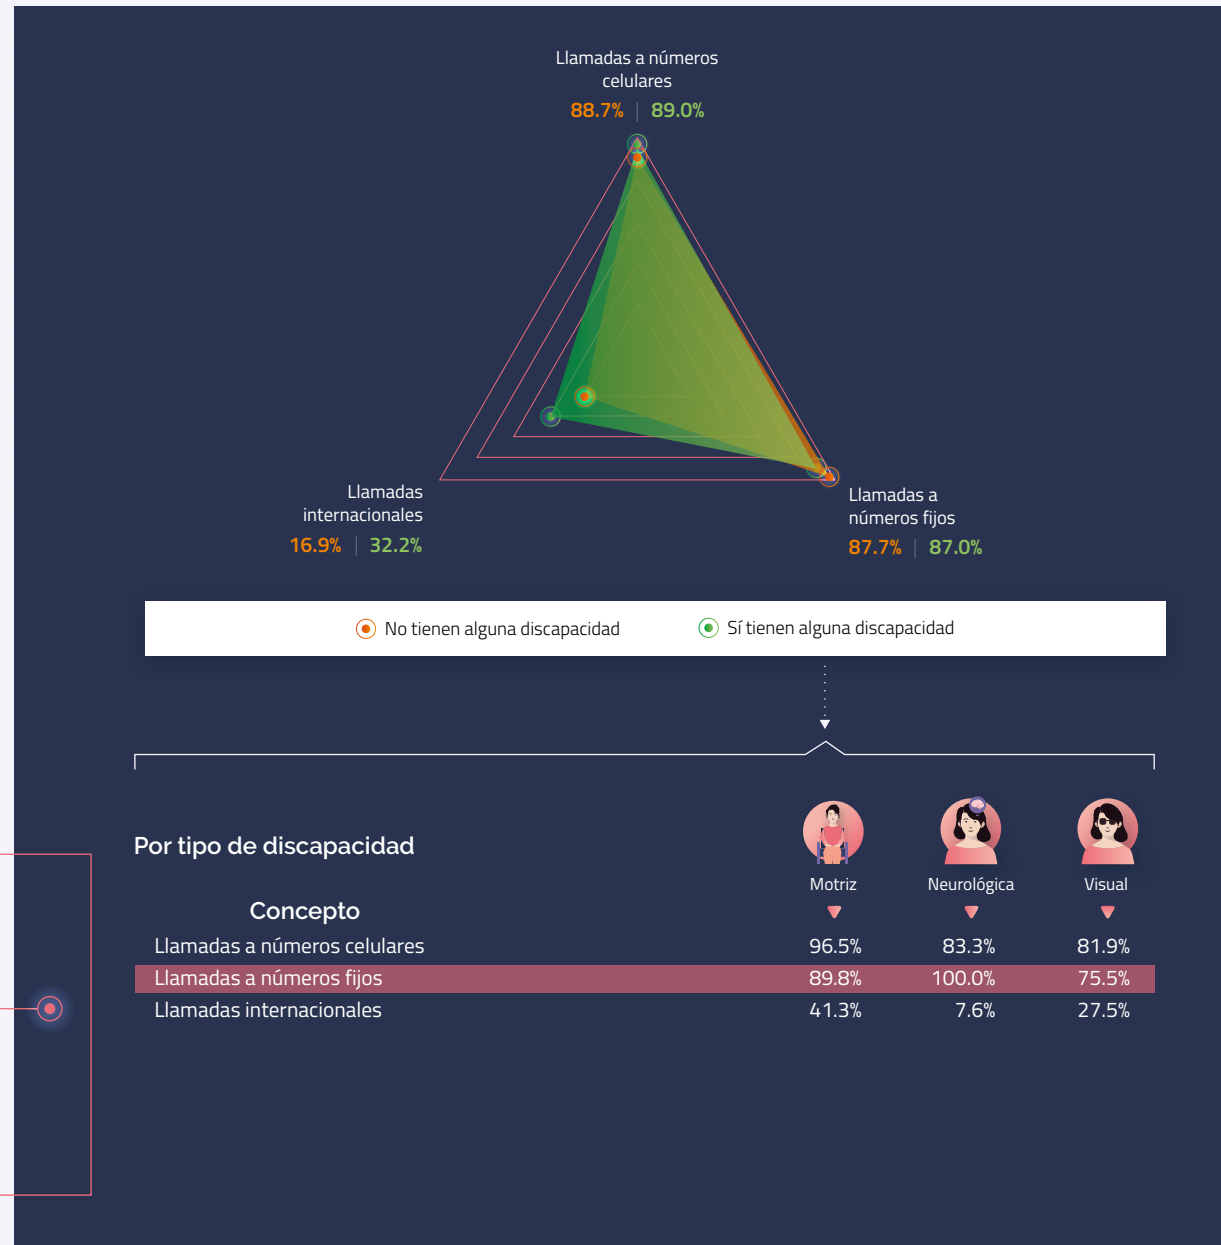 Llamadas a números
celulares
88.7% | 89.0%
Llamadas
internacionales
16.9% | 32.2%
Llamadas a
números fijos
87.7% | 87.0%
No tienen alguna discapacidad
Sí tienen alguna discapacidad
Por tipo de discapacidad
Motriz Neurológica Visual
Concepto
Llamadas a números celulares 96.5% 83.3% 81.9%
Llamadas a números fijos 89.8% 100.0% 75.5%
Llamadas internacionales 41.3% 7.6% 27.5%